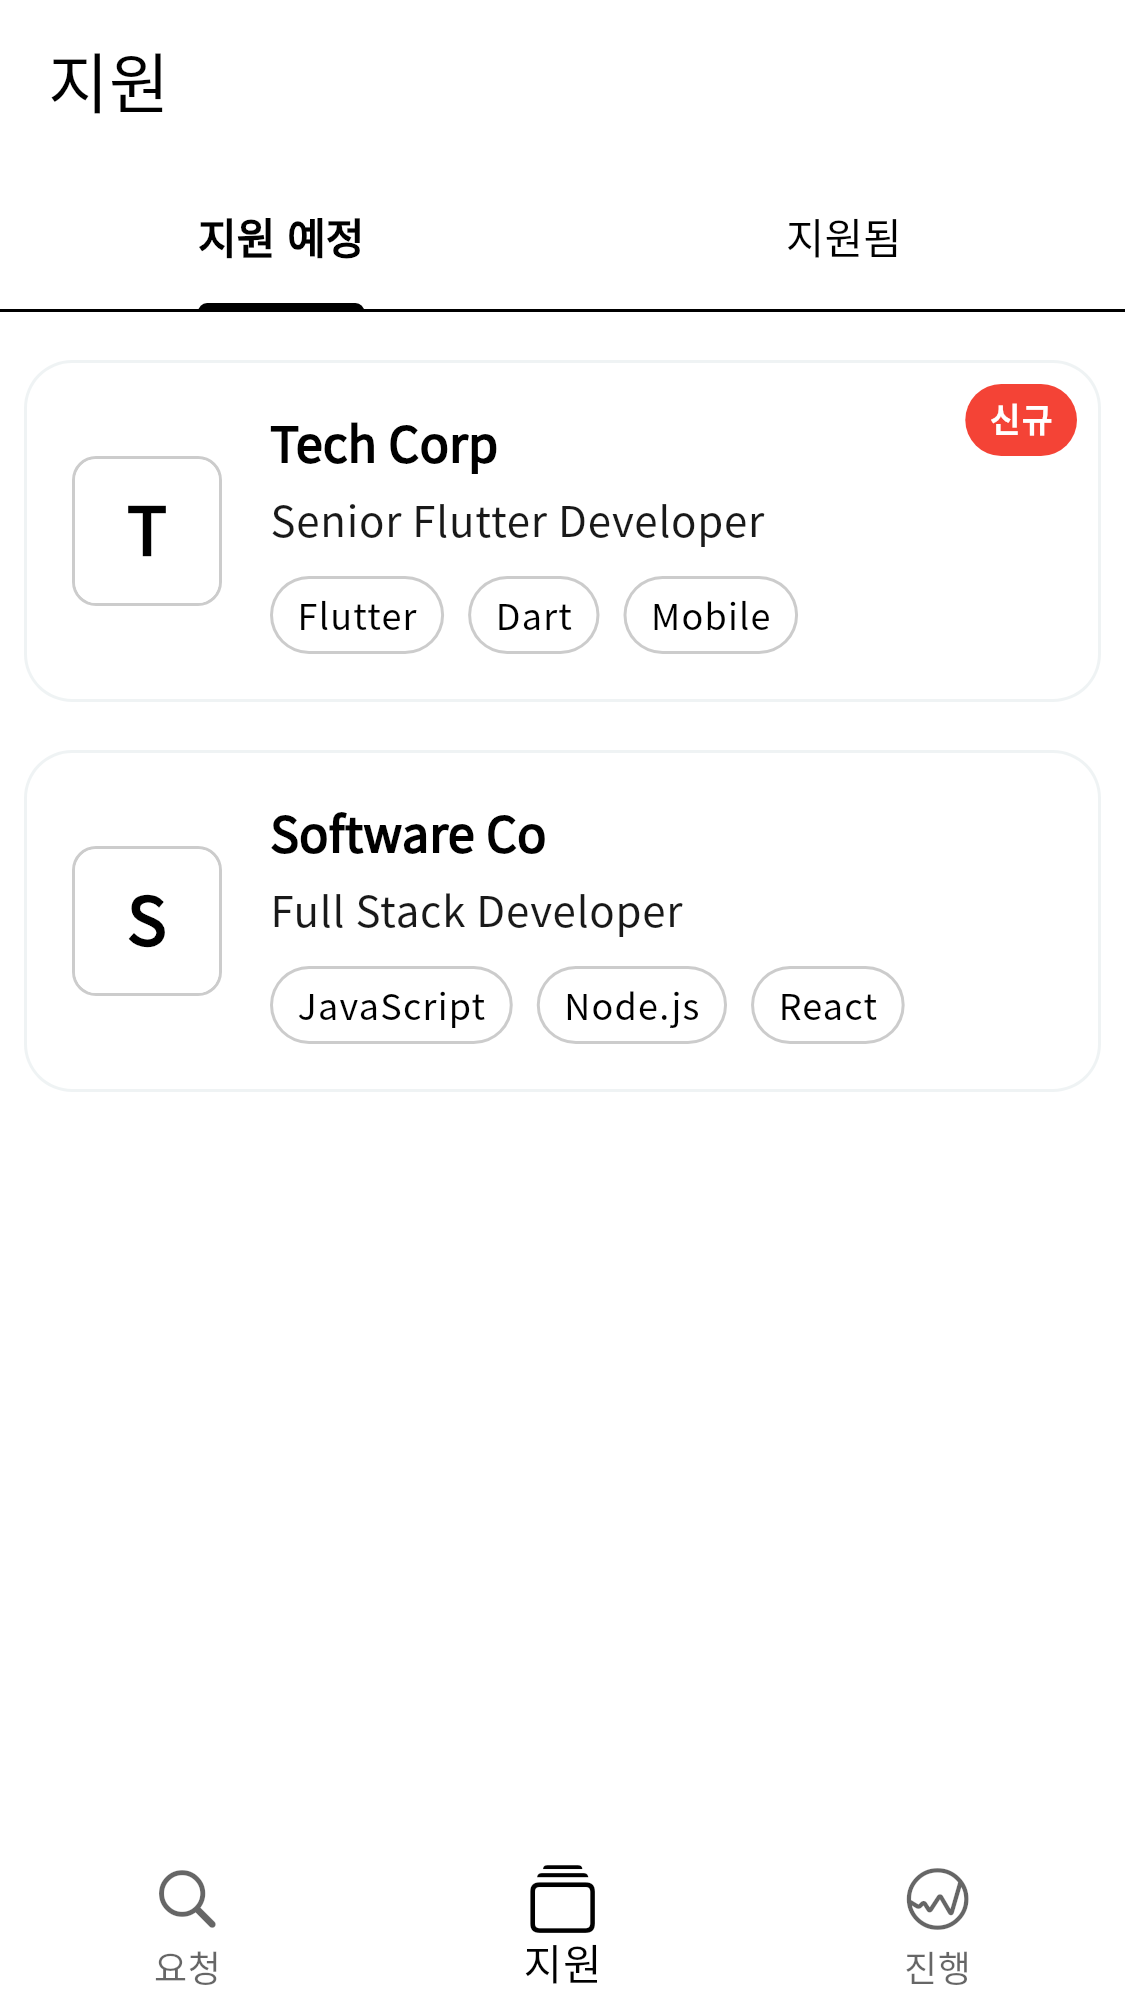 지원
지원 예정
지원됨
신규
Tech Corp
T
Senior Flutter Developer
Flutter
Dart
Mobile
Software Co
S
Full Stack Developer
JavaScript
Node.js
React
요청
지원
진행